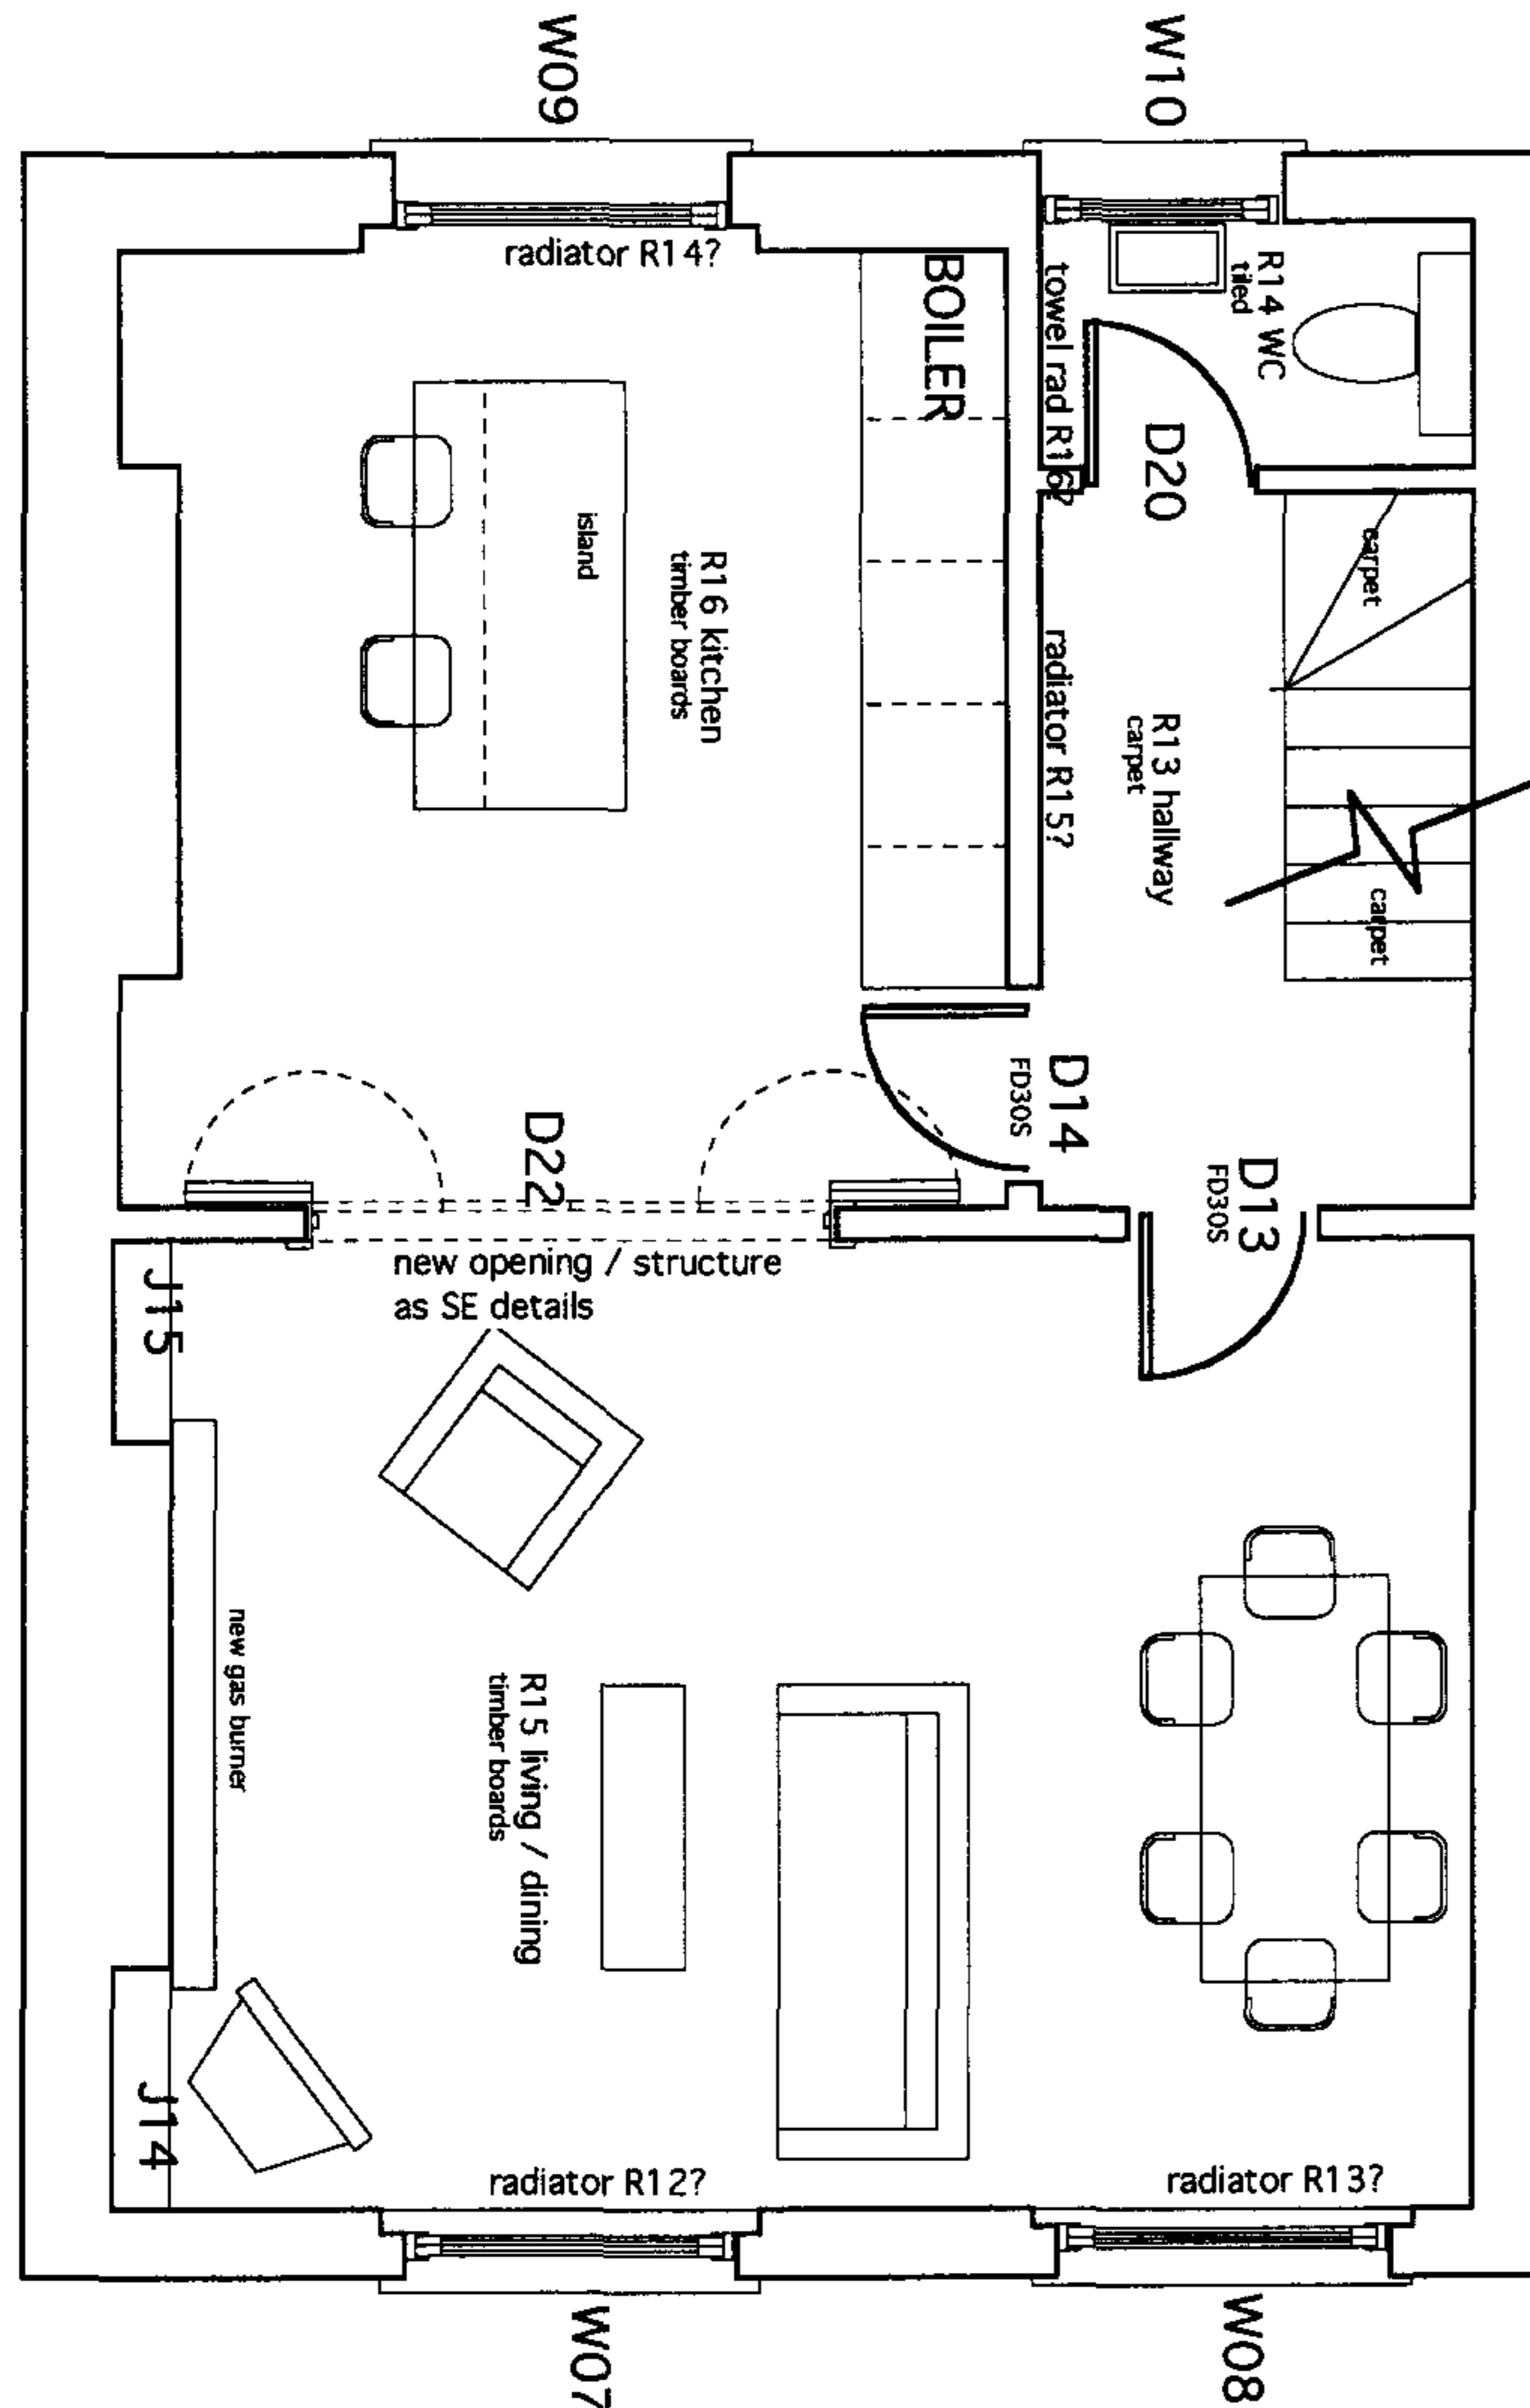 W09
W10
radiator R14?
BOILER
towel rad R16?
R14 WC
tiled
D20
island
R16 kitchen
timber boards
radiator R15?
R13 hallway
carpet
carpet
carpet
D14
FD30S
D13
FD30S
D22
new opening / structure
as SE details
J15
new gas burner
R15 living / dining
timber boards
J14
radiator R12?
radiator R13?
W07
W08